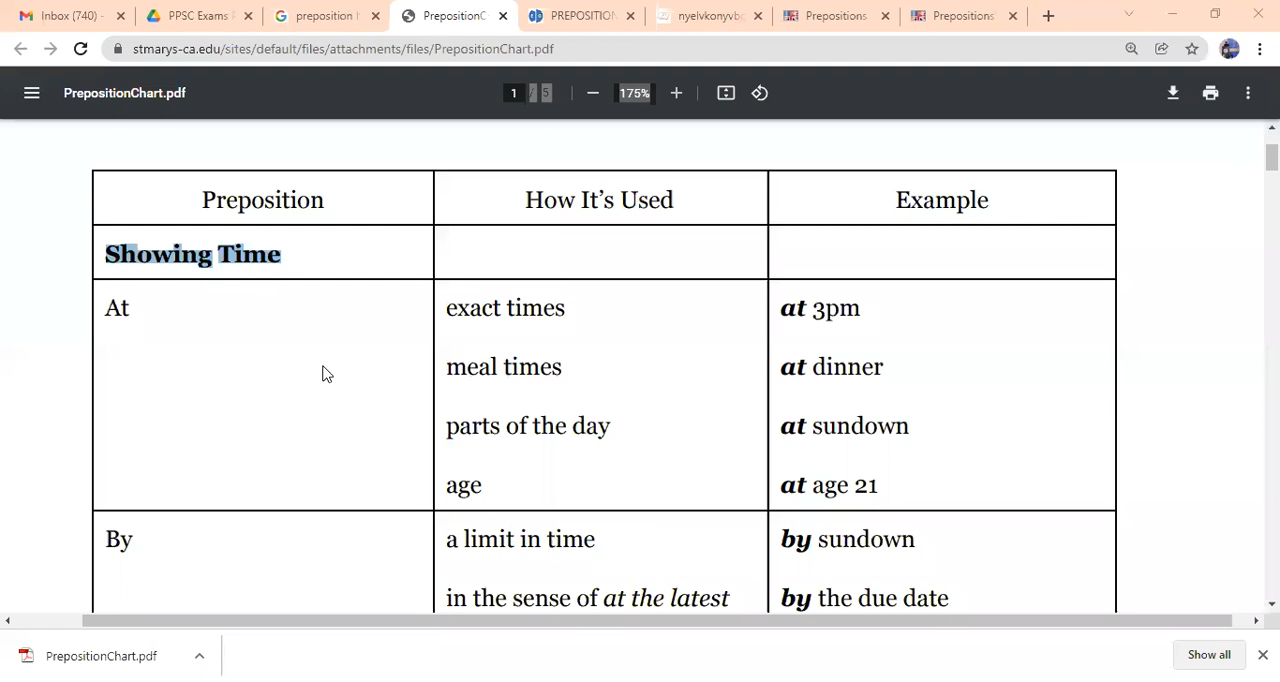 Inbox (740) -
PPSC Exams
preposition
PrepositionC
PREPOSITION
nyelvkonyvbo
Prepositions
Prepositions
stmarys-ca.edu/sites/default/files/attachments/files/PrepositionChart.pdf
PrepositionChart.pdf
1 / 5
175%
Preposition How It's Used Example
Showing Time
At exact times at 3pm
meal times at dinner
parts of the day at sundown
age at age 21
By a limit in time by sundown
in the sense of at the latest by the due date
PrepositionChart.pdf
Show all